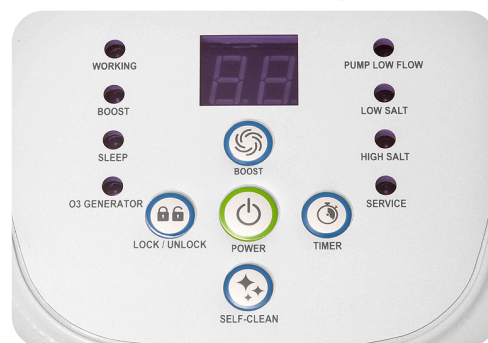 WORKING
BOOST
SLEEP
O3 GENERATOR
PUMP LOW FLOW
LOW SALT
HIGH SALT
SERVICE
BOOST
LOCK / UNLOCK
POWER
TIMER
SELF-CLEAN